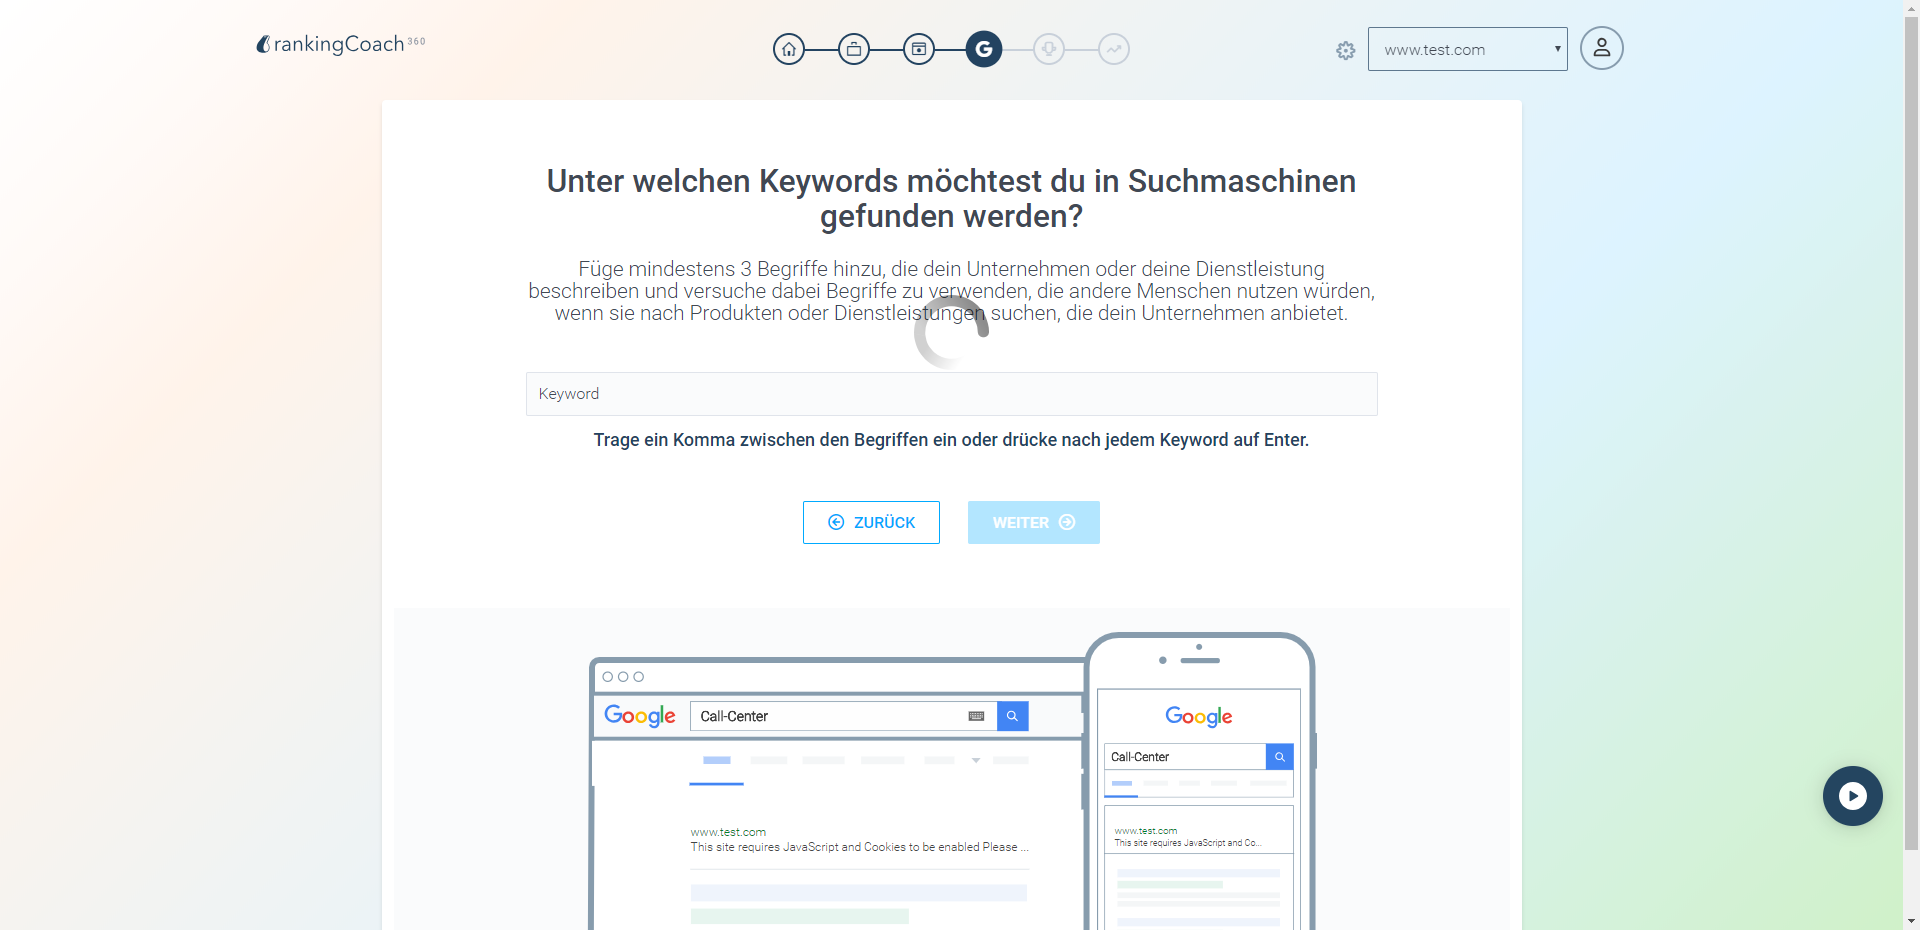 rankingCoach 360
www.test.com
Unter welchen Keywords möchtest du in Suchmaschinen
gefunden werden?
Füge mindestens 3 Begriffe hinzu, die dein Unternehmen oder deine Dienstleistung
beschreiben und versuche dabei Begriffe zu verwenden, die andere Menschen nutzen würden,
wenn sie nach Produkten oder Dienstleistungen suchen, die dein Unternehmen anbietet.
Keyword
Trage ein Komma zwischen den Begriffen ein oder drücke nach jedem Keyword auf Enter.
ZURÜCK
WEITER
Google
Call-Center
www.test.com
This site requires JavaScript and Cookies to be enabled Please ...
Google
Call-Center
www.test.com
This site requires JavaScript and Co...